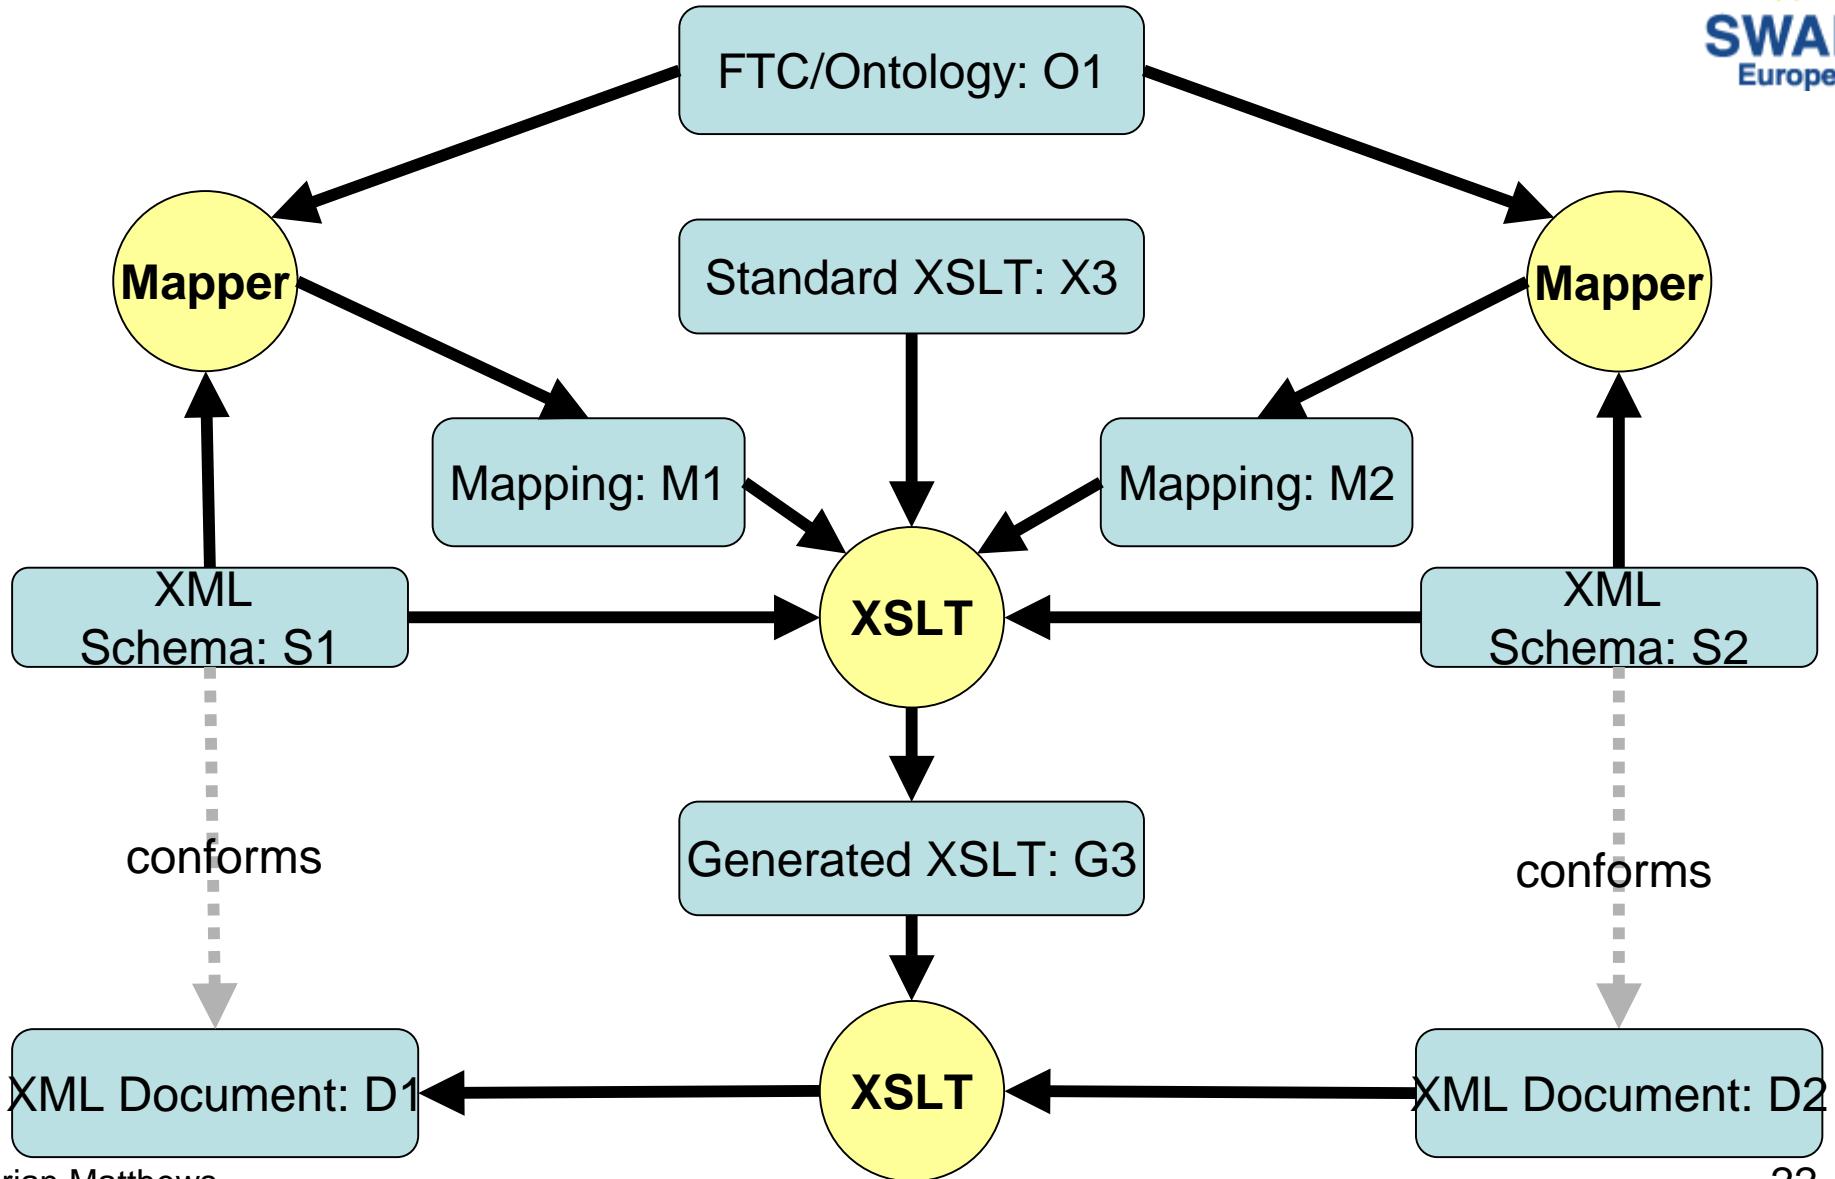 FTC/Ontology: O1
Europe
Mapper
Standard XSLT: X3
Mapper
Mapping: M1
Mapping: M2
XML
Schema: S1
XSLT
XML
Schema: S2
conforms
Generated XSLT: G3
conforms
XML Document: D1
XSLT
XML Document: D2